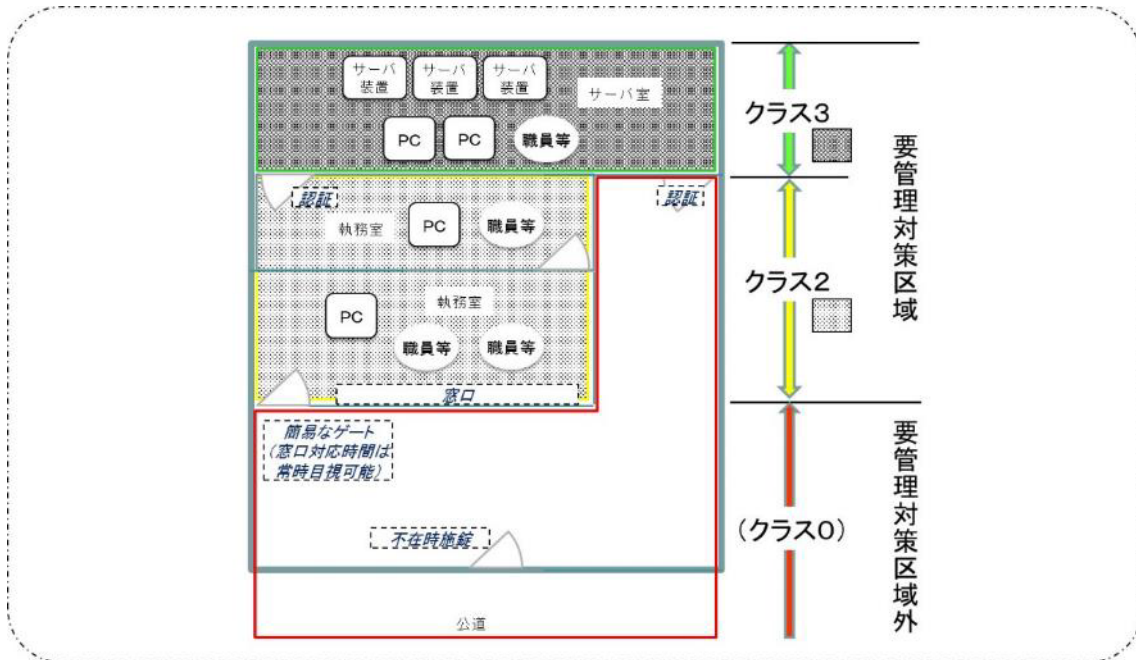 サーバ
装置
サーバ
装置
サーバ
装置
サーバ室
PC
PC
職員等
認証
認証
執務室
PC
職員等
執務室
PC
職員等
職員等
窓口
簡易なゲート
(窓口対応時間は
常時目視可能)
不在時施錠
公道
クラス3
クラス2
(クラス0)
要管理対策区域
要管理対策区域外